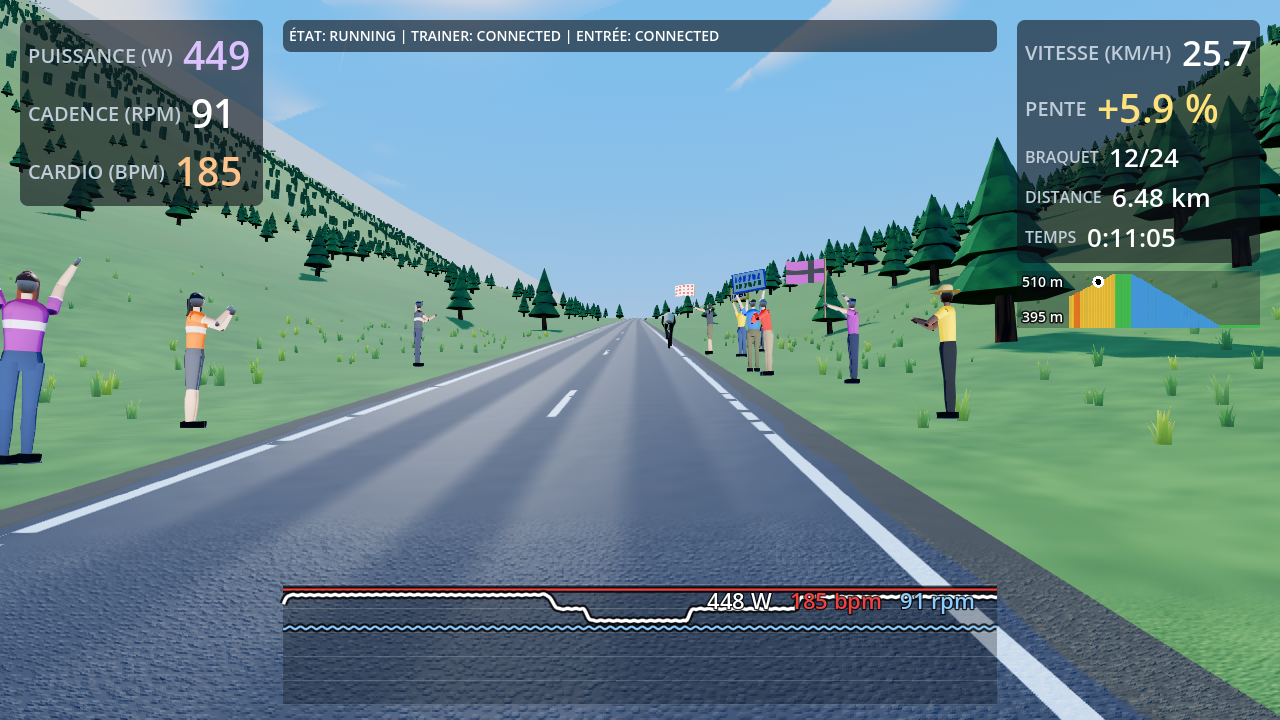 PUISSANCE (W) 449
CADENCE (RPM) 91
CARDIO (BPM) 185
ÉTAT: RUNNING | TRAINER: CONNECTED | ENTRÉE: CONNECTED
VITESSE (KM/H) 25.7
PENTE +5.9 %
BRAQUET 12/24
DISTANCE 6.48 km
TEMPS 0:11:05
510 m
395 m
448 W 185 bpm 91 rpm